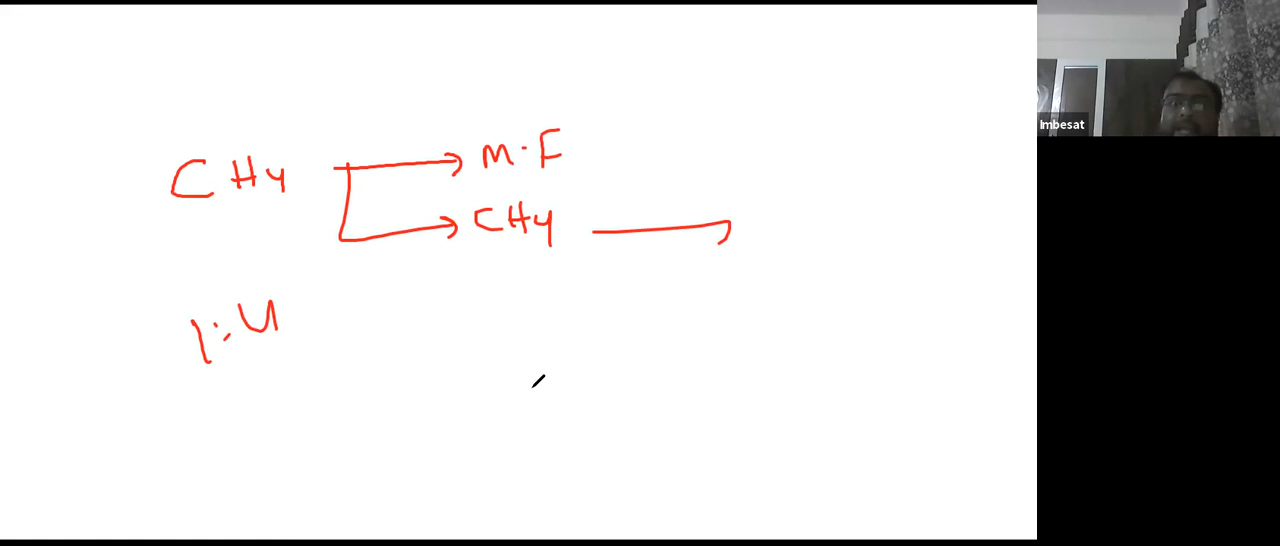 CH4 → M.F
→ CH4 →
1:4
Imbesat